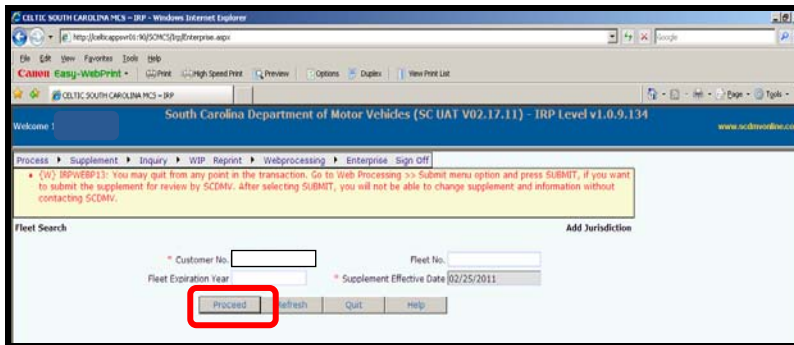 CELTIC SOUTH CAROLINA MCS - IRP - Windows Internet Explorer
http://celticappsvr01:90/SCMCS/Irp/Enterprise.aspx
Google
File Edit View Favorites Tools Help
Canon Easy-WebPrint Print High Speed Print Preview Options Duplex View Print List
CELTIC SOUTH CAROLINA MCS - IRP
Page Tools
South Carolina Department of Motor Vehicles (SC UAT V02.17.11) - IRP Level v1.0.9.134
Welcome
www.scdmvonline.co
Process Supplement Inquiry WIP Reprint Webprocessing Enterprise Sign Off
• {W} IRPWEBP13: You may quit from any point in the transaction. Go to Web Processing >> Submit menu option and press SUBMIT, if you want
to submit the supplement for review by SCDMV. After selecting SUBMIT, you will not be able to change supplement and information without
contacting SCDMV.
Fleet Search Add Jurisdiction
* Customer No. Fleet No.
Fleet Expiration Year * Supplement Effective Date 02/25/2011
Proceed Refresh Quit Help